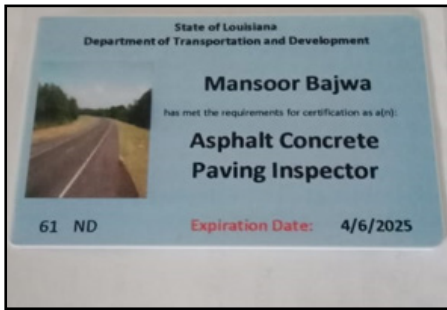 State of Louisiana
Department of Transportation and Development
Mansoor Bajwa
has met the requirements for certification as a(n):
Asphalt Concrete
Paving Inspector
61 ND Expiration Date: 4/6/2025